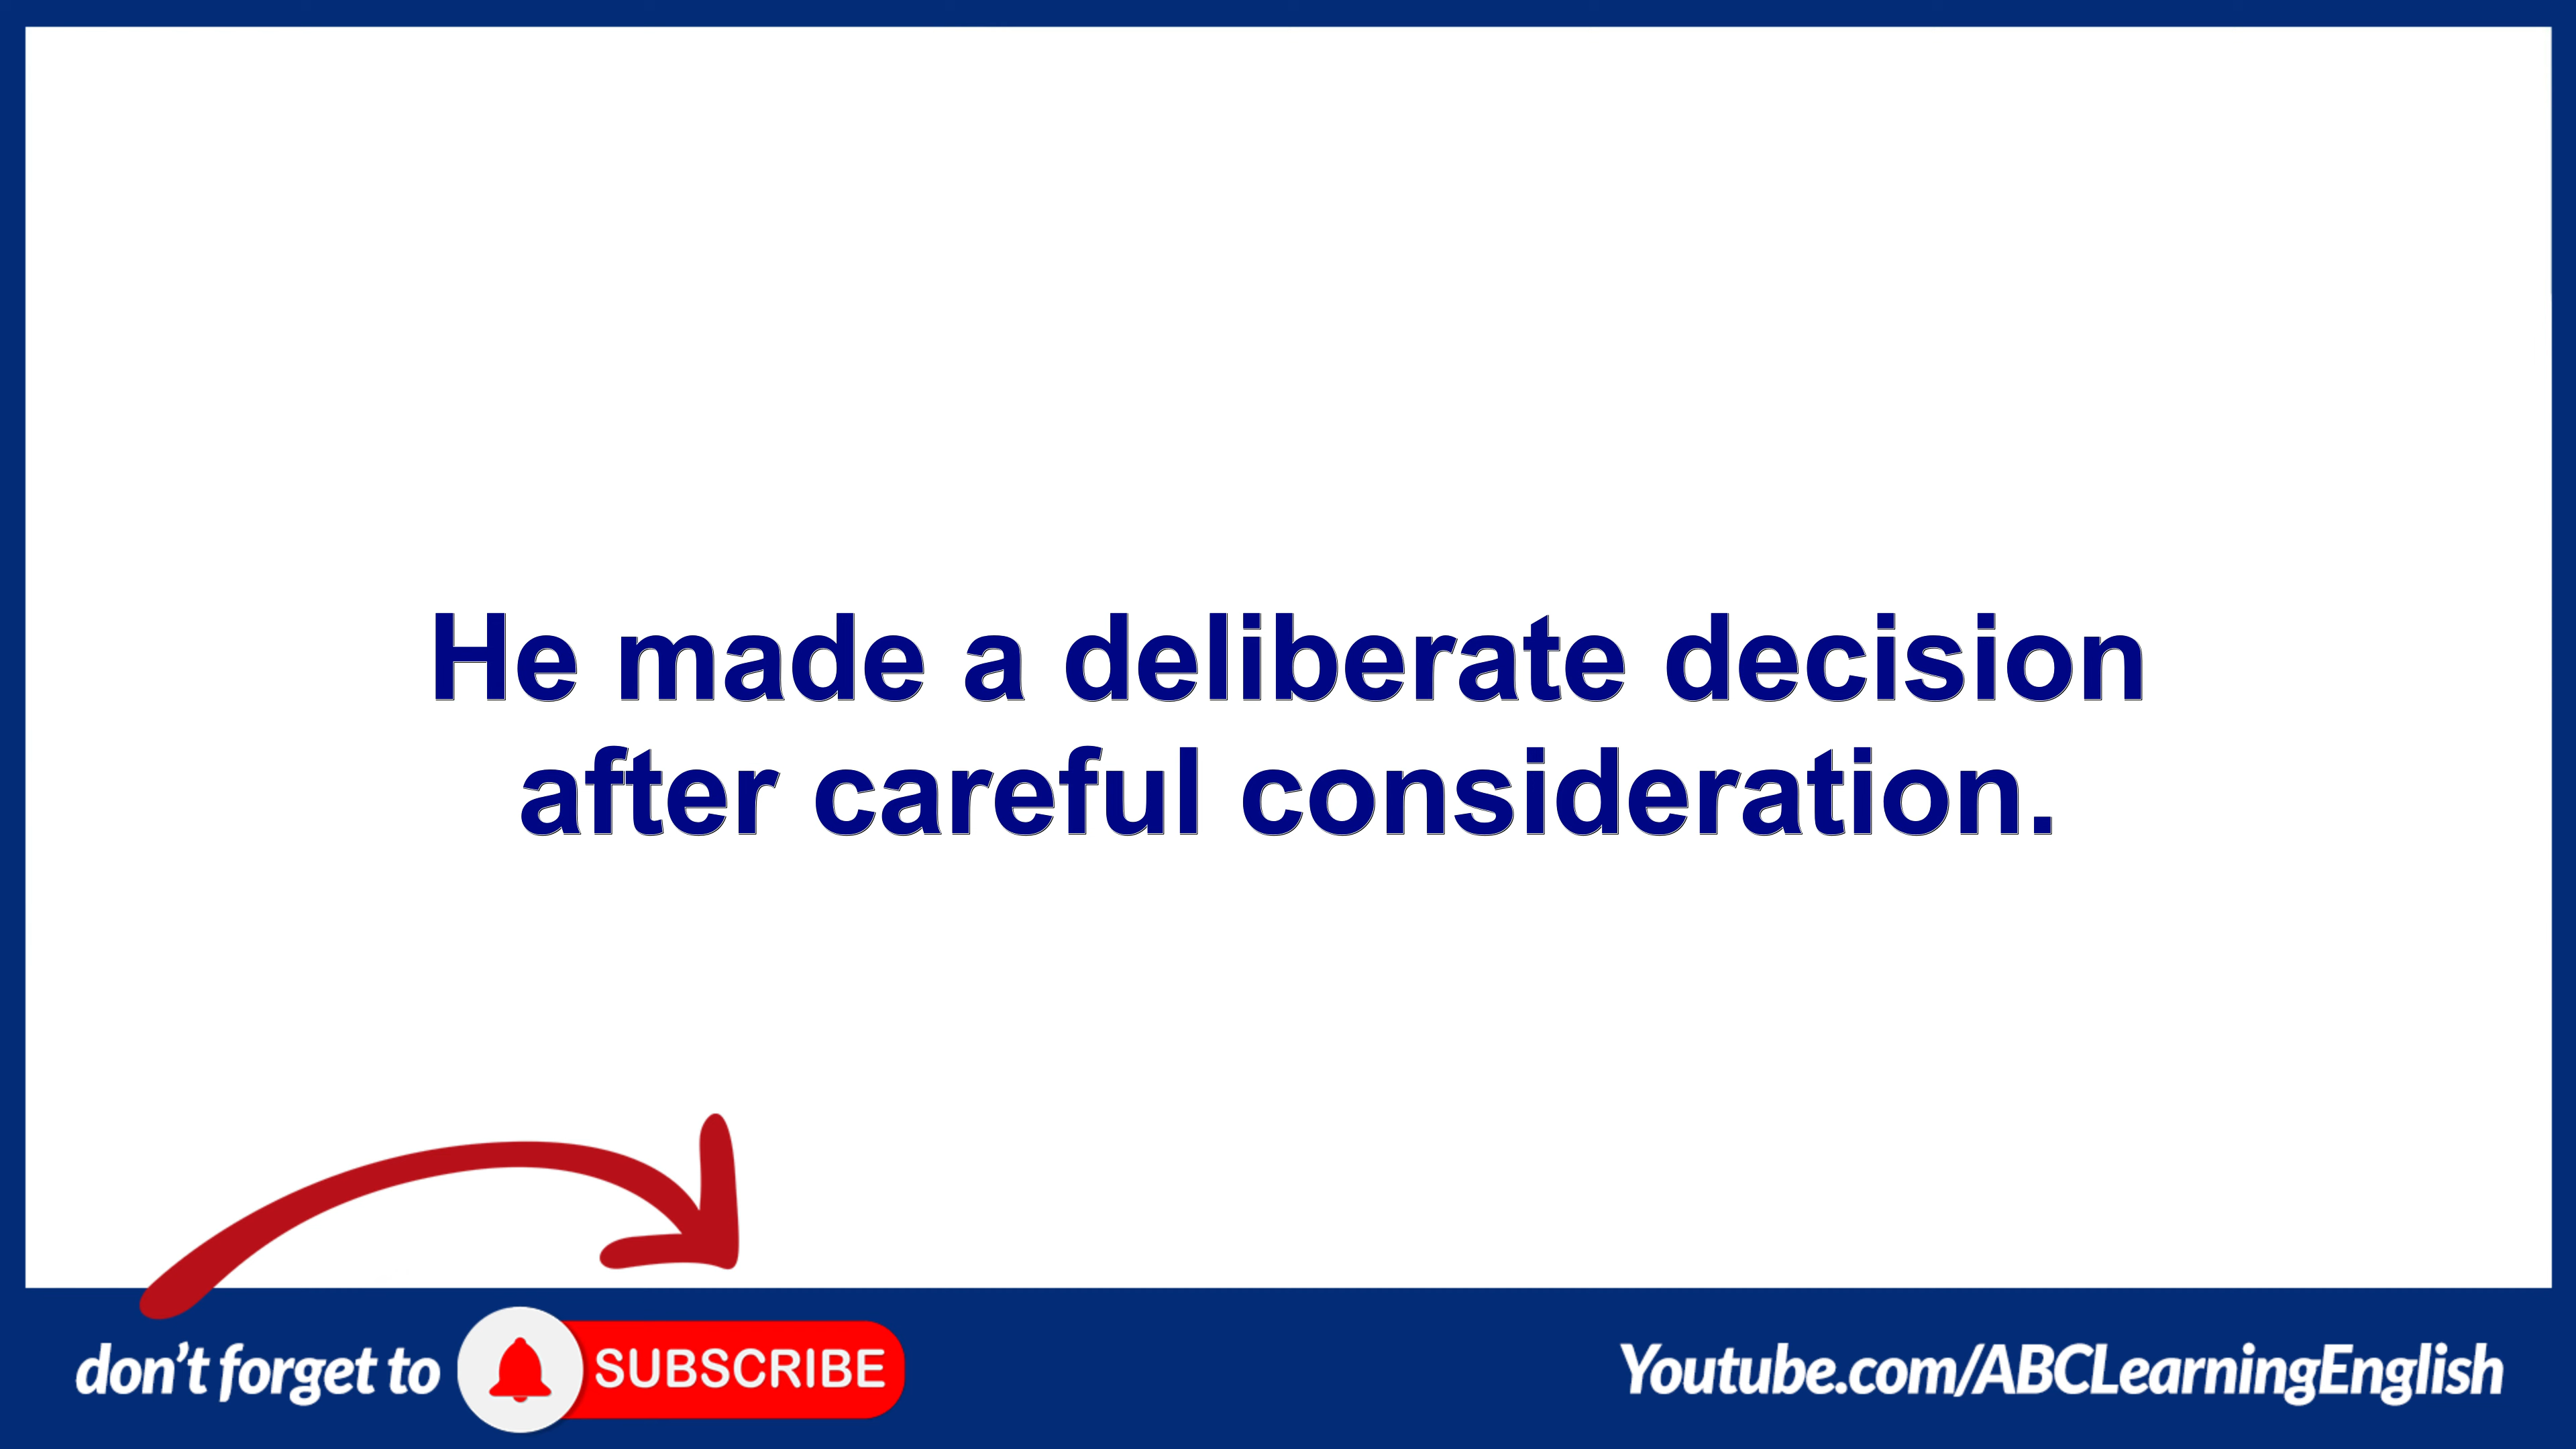 He made a deliberate decision
after careful consideration.
don't forget to SUBSCRIBE
Youtube.com/ABCLearningEnglish